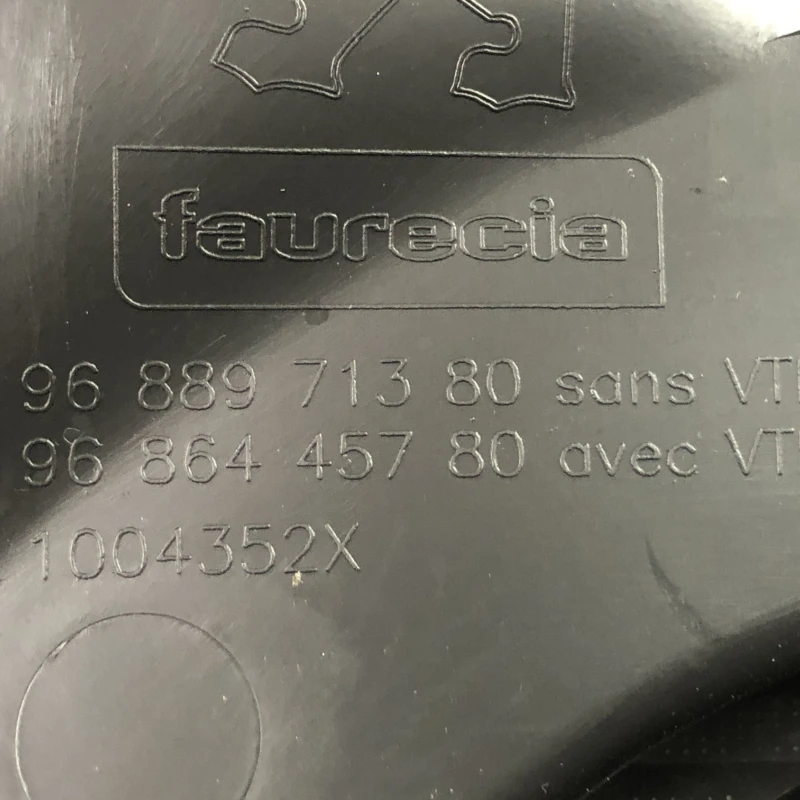 faurecia
96 889 713 80 sans
96 864 457 80 avec
1004352X